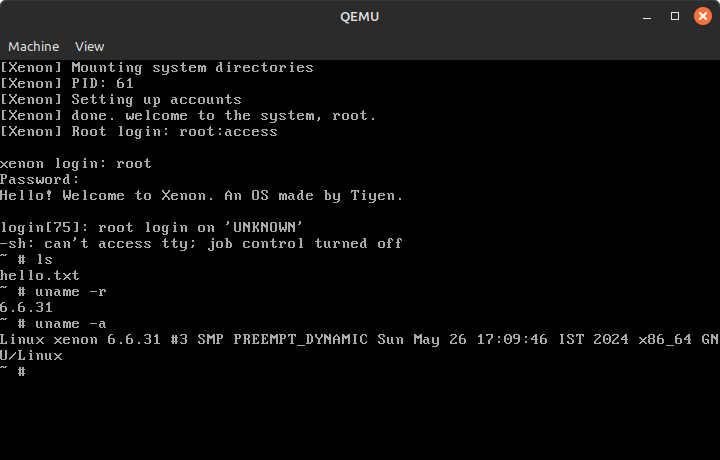 QEMU
Machine View
[Xenon] Mounting system directories
[Xenon] PID: 61
[Xenon] Setting up accounts
[Xenon] done. welcome to the system, root.
[Xenon] Root login: root:access
xenon login: root
Password:
Hello! Welcome to Xenon. An OS made by Tiyen.
login[75]: root login on 'UNKNOWN'
-sh: can't access tty; job control turned off
~ # ls
hello.txt
~ # uname -r
6.6.31
~ # uname -a
Linux xenon 6.6.31 #3 SMP PREEMPT_DYNAMIC Sun May 26 17:09:46 IST 2024 x86_64 GN
U/Linux
~ #